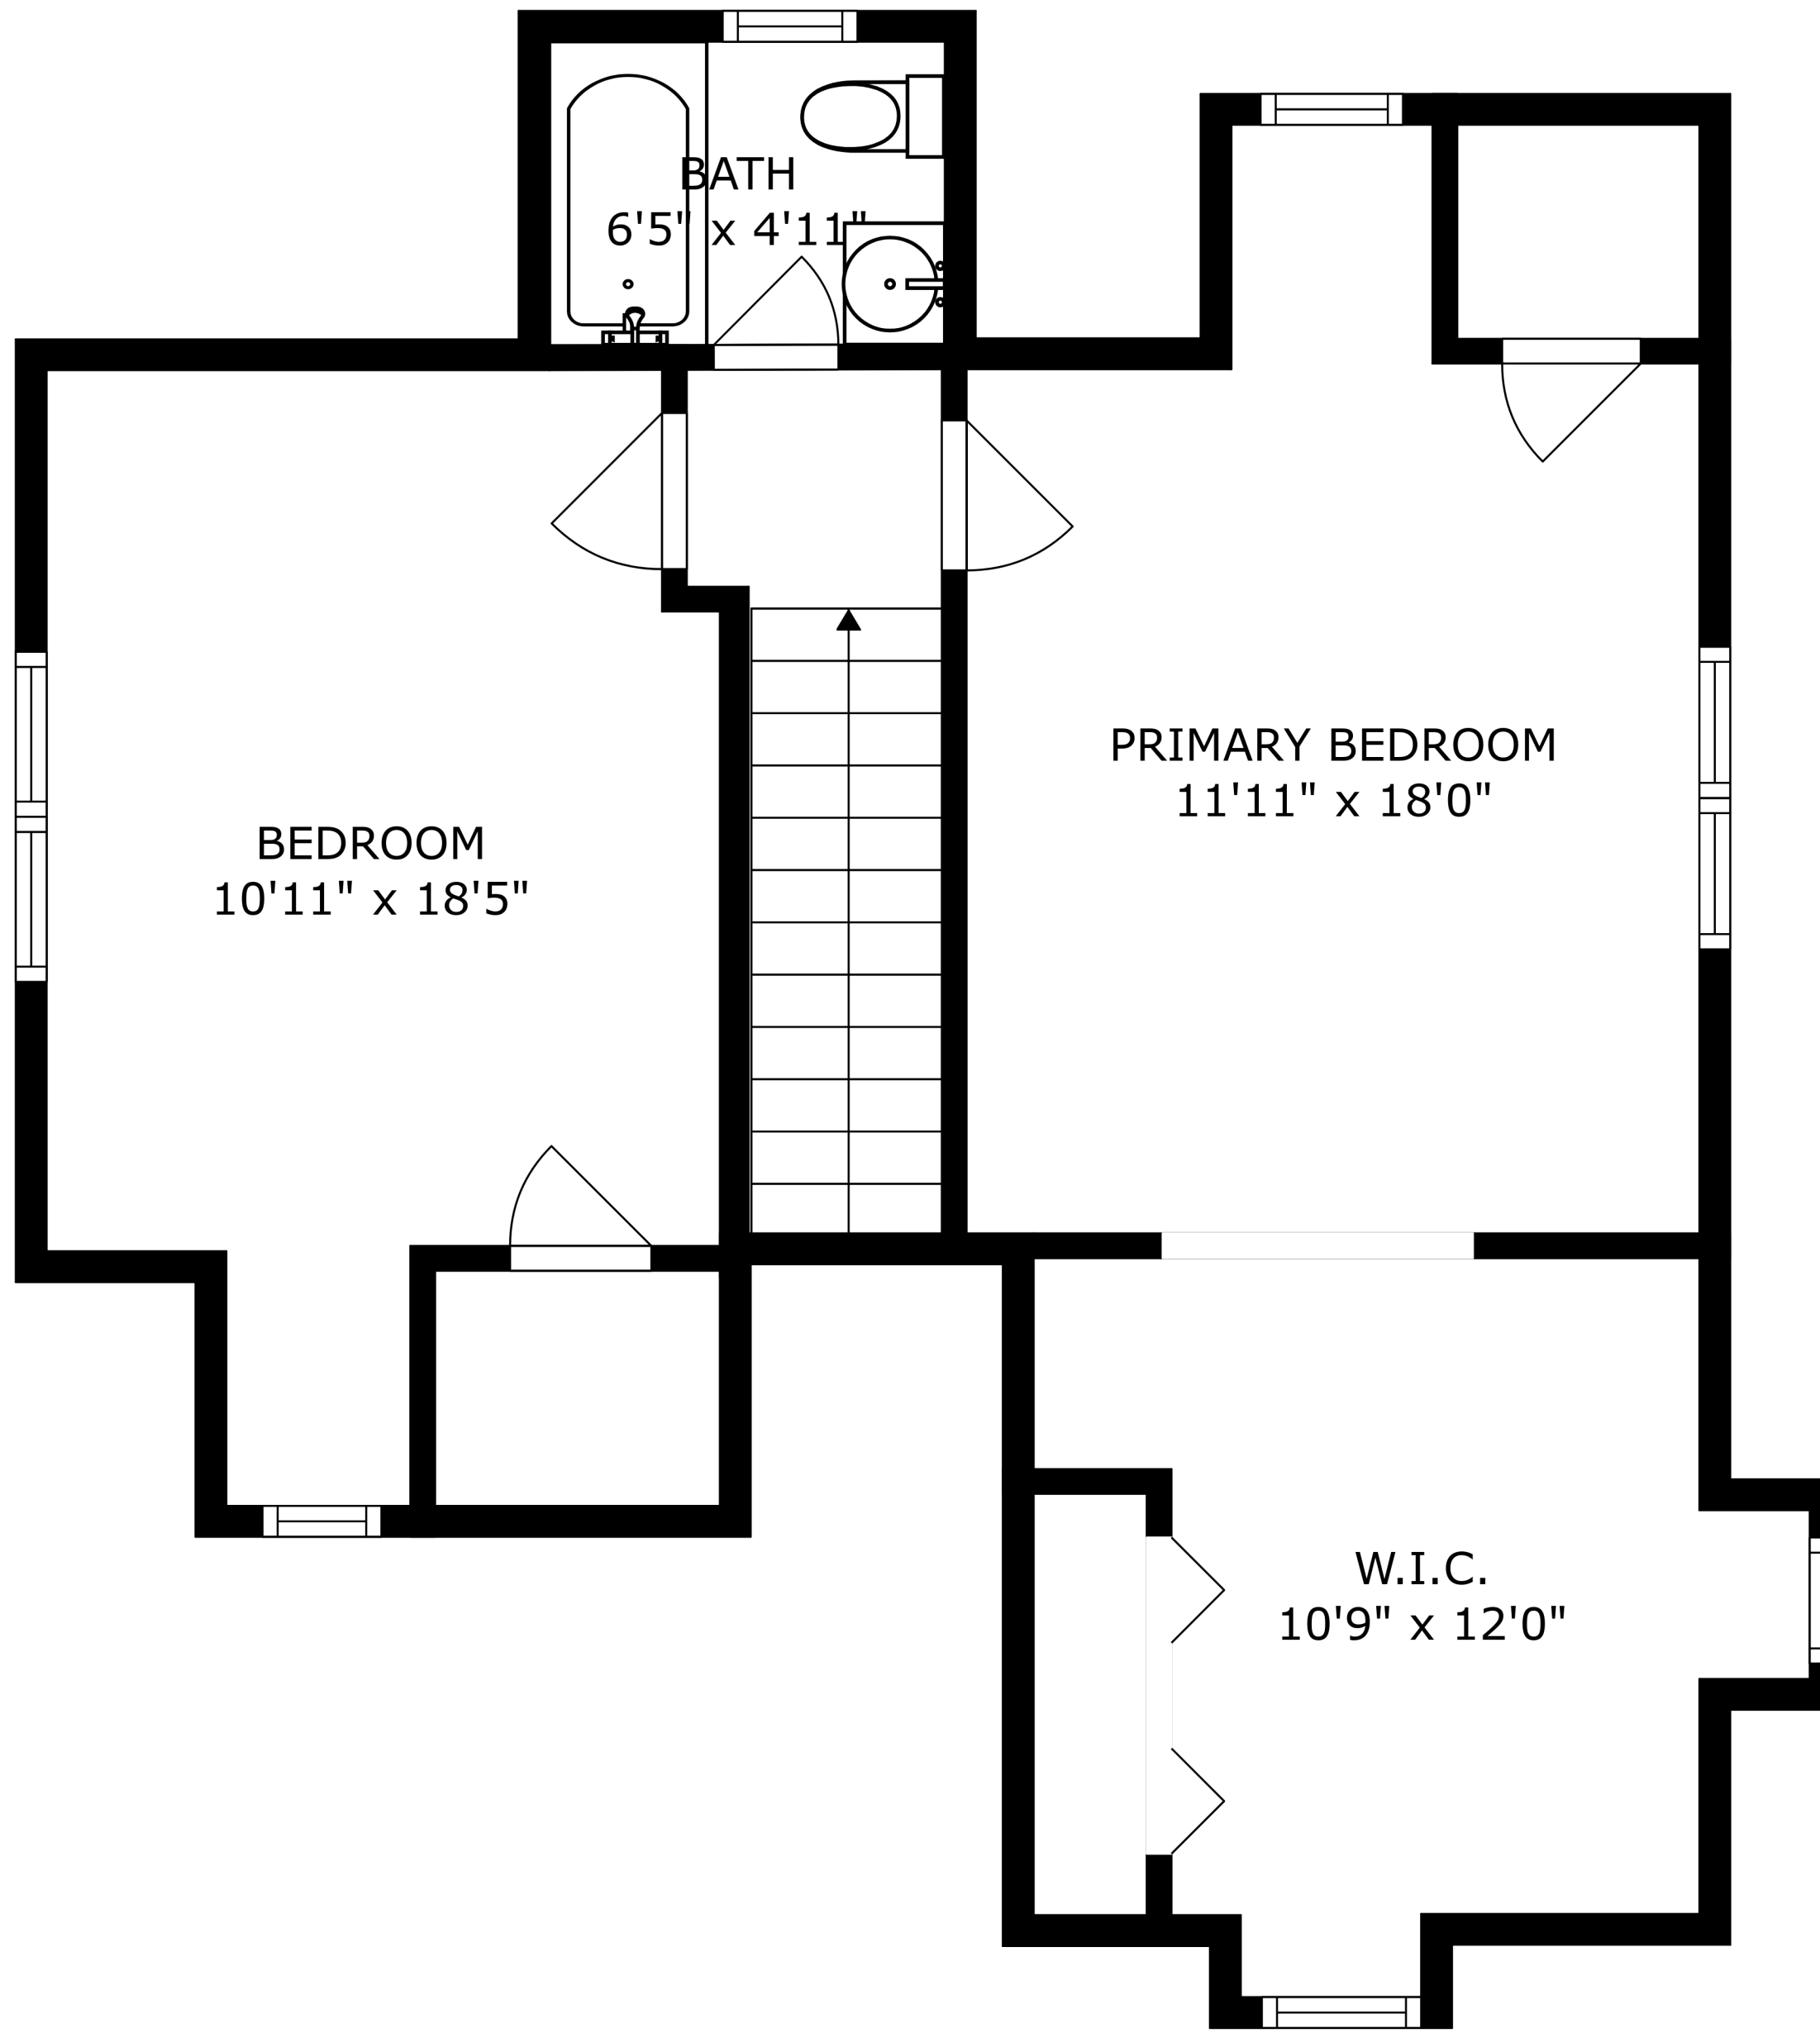 BATH
6'5" x 4'11"
PRIMARY BEDROOM
11'11" x 18'0"
BEDROOM
10'11" x 18'5"
W.I.C.
10'9" x 12'0"